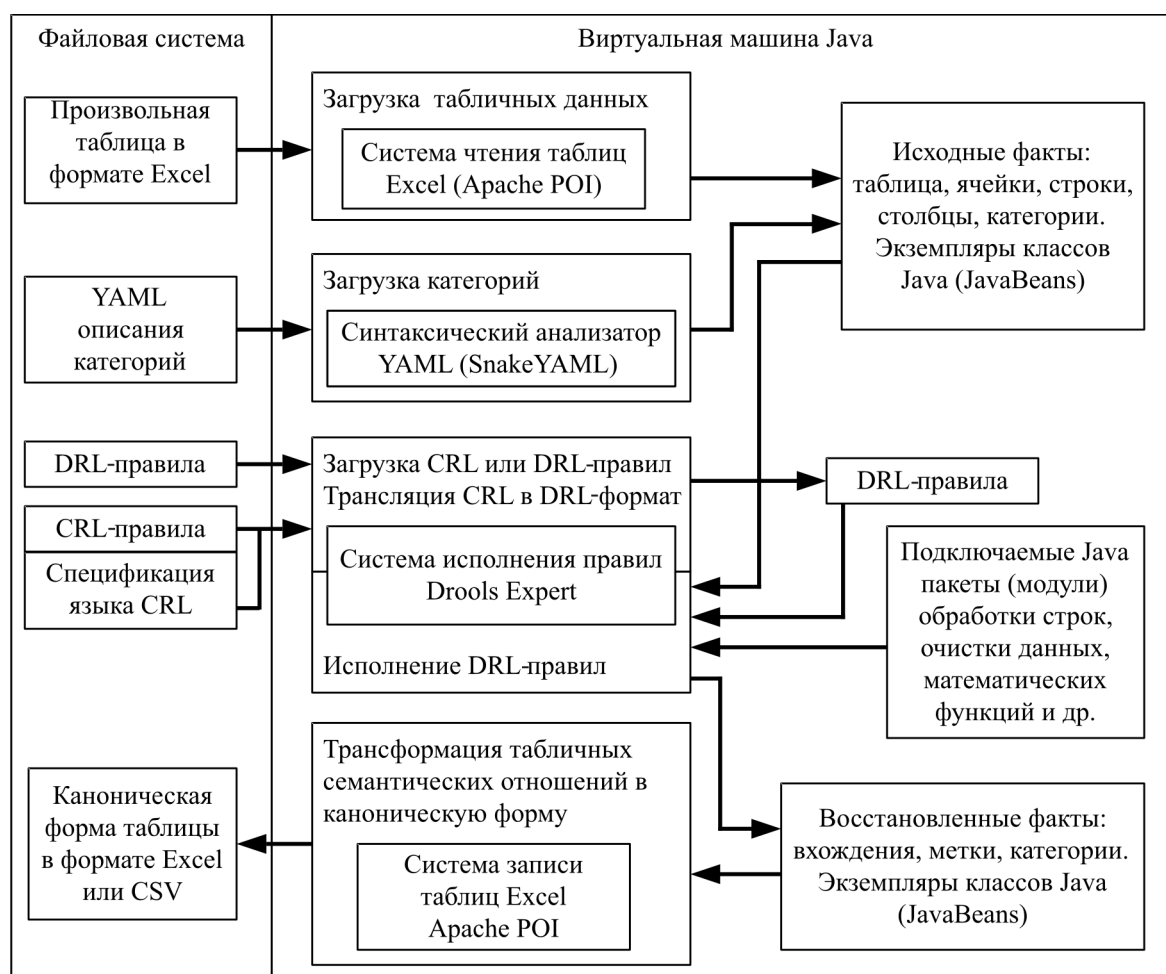 Файловая система
Виртуальная машина Java
Произвольная
таблица в
формате Excel
Загрузка табличных данных
Система чтения таблиц
Excel (Apache POI)
Исходные факты:
таблица, ячейки, строки,
столбцы, категории.
Экземпляры классов
Java (JavaBeans)
YAML
описания
категорий
Загрузка категорий
Синтаксический анализатор
YAML (SnakeYAML)
DRL-правила
CRL-правила
Спецификация
языка CRL
Загрузка CRL или DRL-правил
Трансляция CRL в DRL-формат
Система исполнения правил
Drools Expert
Исполнение DRL-правил
DRL-правила
Подключаемые Java
пакеты (модули)
обработки строк,
очистки данных,
математических
функций и др.
Каноническая
форма таблицы
в формате Excel
или CSV
Трансформация табличных
семантических отношений в
каноническую форму
Система записи
таблиц Excel
Apache POI
Восстановленные факты:
вхождения, метки, категории.
Экземпляры классов Java
(JavaBeans)